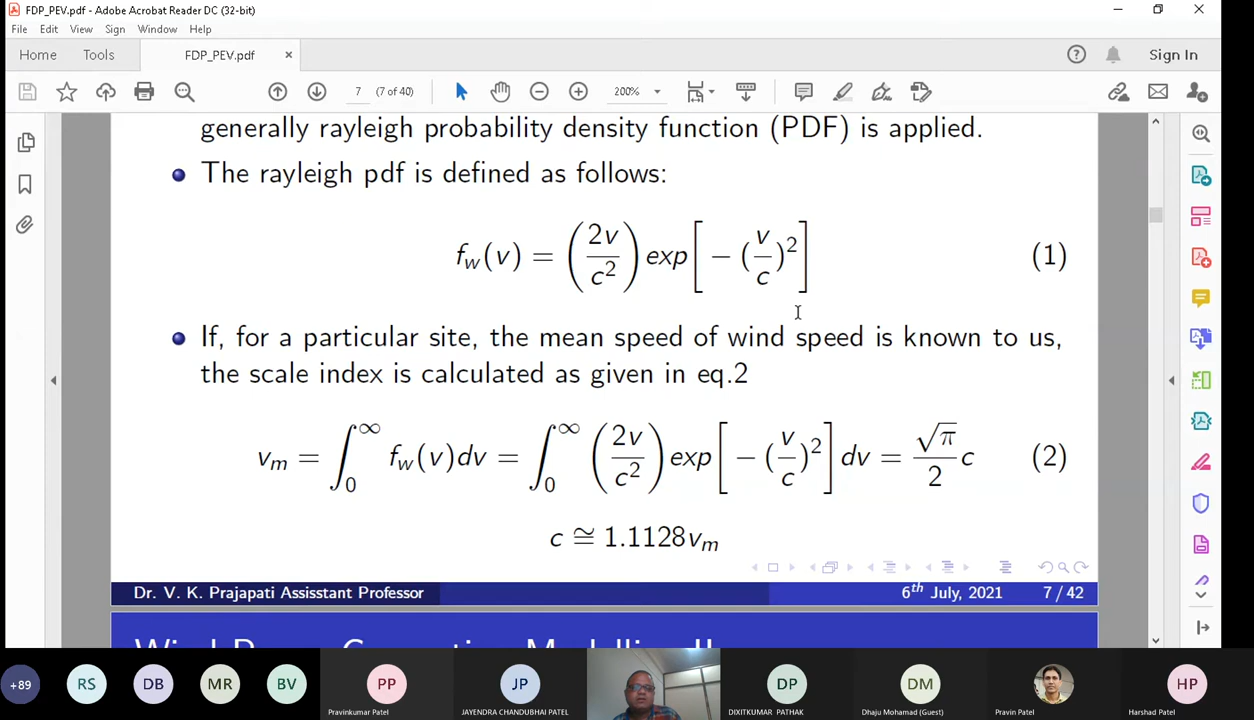 FDP_PEV.pdf - Adobe Acrobat Reader DC (32-bit)
File Edit View Sign Window Help
Home Tools FDP_PEV.pdf × Sign In
7 (7 of 40) 200%
generally rayleigh probability density function (PDF) is applied.
The rayleigh pdf is defined as follows:
f_w(v) = (2v/c²) exp[ − (v/c)² ] (1)
If, for a particular site, the mean speed of wind speed is known to us,
the scale index is calculated as given in eq.2
v_m = ∫₀^∞ f_w(v)dv = ∫₀^∞ (2v/c²) exp[ − (v/c)² ] dv = √π/2 c (2)
c ≅ 1.1128v_m
Dr. V. K. Prajapati Assisstant Professor 6th July, 2021 7 / 42
+89 RS DB MR BV PP JP DP DM HP
Pravinkumar Patel JAYENDRA CHANDUBHAI PATEL DIXITKUMAR PATHAK Dhaju Mohamad (Guest) Pravin Patel Harshad Patel